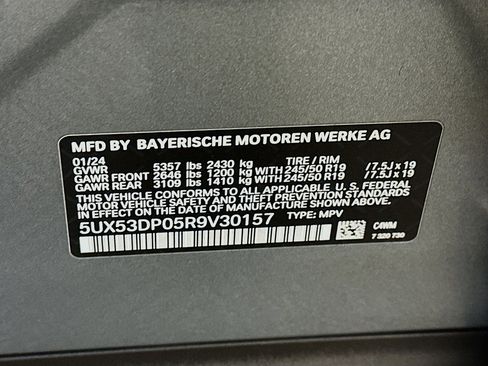 MFD BY BAYERISCHE MOTOREN WERKE AG
01/24 TIRE / RIM
GVWR 5357 lbs 2430 kg
GAWR FRONT 2646 lbs 1200 kg WITH 245/50 R19 / 7.5J x 19
GAWR REAR 3109 lbs 1410 kg WITH 245/50 R19 / 7.5J x 19
THIS VEHICLE CONFORMS TO ALL APPLICABLE U.S. FEDERAL
MOTOR VEHICLE SAFETY AND THEFT PREVENTION STANDARDS
IN EFFECT ON THE DATE OF MANUFACTURE SHOWN ABOVE.
5UX53DP05R9V30157 TYPE: MPV
C4WM
7 320 730